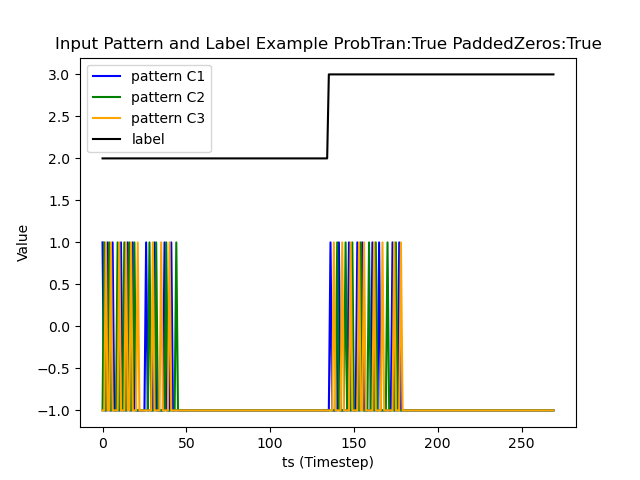 Input Pattern and Label Example ProbTran:True PaddedZeros:True
pattern C1
pattern C2
pattern C3
label
Value
3.0
2.5
2.0
1.5
1.0
0.5
0.0
−0.5
−1.0
0 50 100 150 200 250
ts (Timestep)